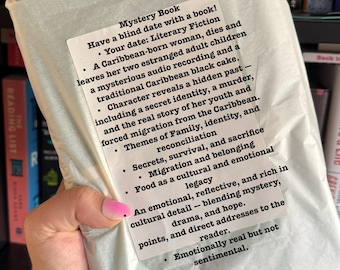 Mystery Book
Have a blind date with a book!
• Your date: Literary Fiction
• A Caribbean-born woman, dies and
leaves her two estranged adult children
a mysterious audio recording and a
traditional Caribbean black cake.
• Character reveals a hidden past —
including a secret identity, a murder,
and the real story of her youth and
forced migration from the Caribbean.
• Themes of Family, identity, and
reconciliation
• Secrets, survival, and sacrifice
• Migration and belonging
• Food as a cultural and emotional
legacy
An emotional, reflective, and rich in
cultural detail — blending mystery,
drama, and hope.
points, and direct addresses to the
reader.
• Emotionally real but not
sentimental.
READING LIST